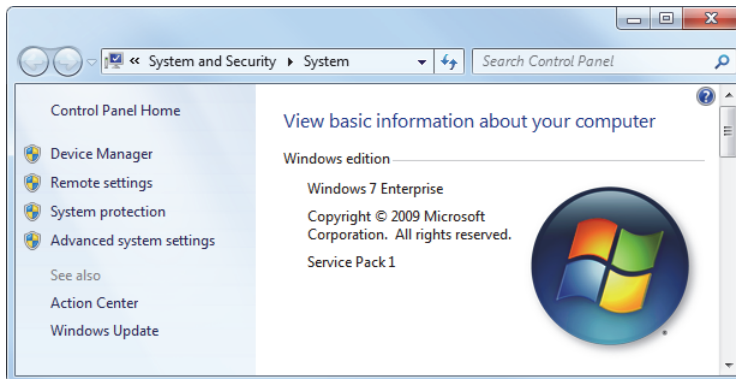 « System and Security ▸ System
Search Control Panel
Control Panel Home
Device Manager
Remote settings
System protection
Advanced system settings
See also
Action Center
Windows Update
View basic information about your computer
Windows edition
Windows 7 Enterprise
Copyright © 2009 Microsoft
Corporation. All rights reserved.
Service Pack 1